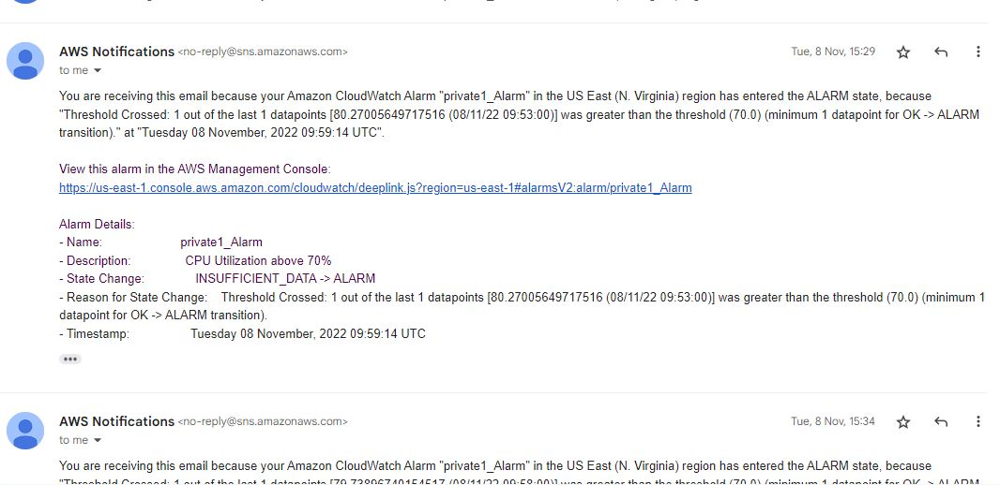 AWS Notifications <no-reply@sns.amazonaws.com> Tue, 8 Nov, 15:29
to me
You are receiving this email because your Amazon CloudWatch Alarm "private1_Alarm" in the US East (N. Virginia) region has entered the ALARM state, because
"Threshold Crossed: 1 out of the last 1 datapoints [80.27005649717516 (08/11/22 09:53:00)] was greater than the threshold (70.0) (minimum 1 datapoint for OK -> ALARM
transition)." at "Tuesday 08 November, 2022 09:59:14 UTC".
View this alarm in the AWS Management Console:
https://us-east-1.console.aws.amazon.com/cloudwatch/deeplink.js?region=us-east-1#alarmsV2:alarm/private1_Alarm
Alarm Details:
- Name: private1_Alarm
- Description: CPU Utilization above 70%
- State Change: INSUFFICIENT_DATA -> ALARM
- Reason for State Change: Threshold Crossed: 1 out of the last 1 datapoints [80.27005649717516 (08/11/22 09:53:00)] was greater than the threshold (70.0) (minimum 1
datapoint for OK -> ALARM transition).
- Timestamp: Tuesday 08 November, 2022 09:59:14 UTC
AWS Notifications <no-reply@sns.amazonaws.com> Tue, 8 Nov, 15:34
to me
You are receiving this email because your Amazon CloudWatch Alarm "private1_Alarm" in the US East (N. Virginia) region has entered the ALARM state, because
"Threshold Crossed: 1 out of the last 1 datapoints [79.73896740154517 (08/11/22 09:58:00)] was greater than the threshold (70.0) (minimum 1 datapoint for OK -> ALARM